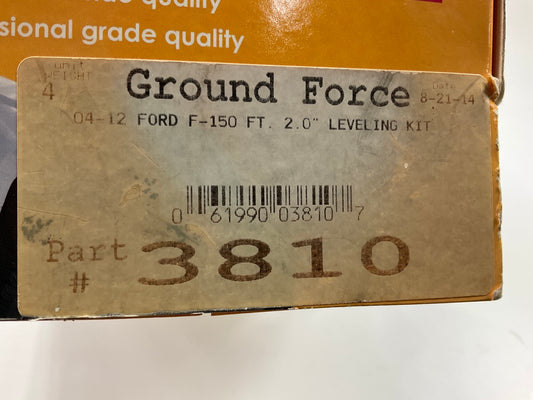 quality
sional grade quality
Unit
WEIGHT
4
Ground Force
Date
8-21-14
04-12 FORD F-150 FT. 2.0" LEVELING KIT
0 61990 03810 7
Part
# 3810